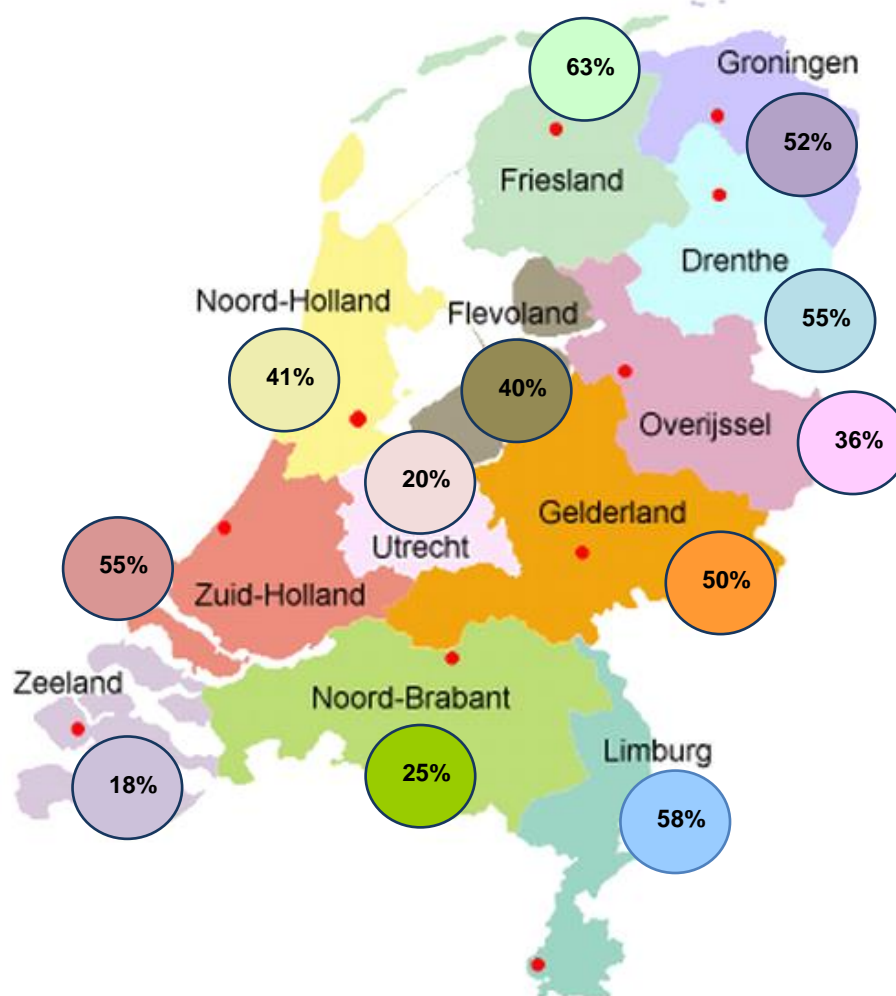 63%
Groningen
52%
Friesland
Drenthe
Noord-Holland
Flevoland
55%
41%
40%
Overijssel
36%
20%
Gelderland
Utrecht
55%
50%
Zuid-Holland
Zeeland
Noord-Brabant
Limburg
18%
25%
58%